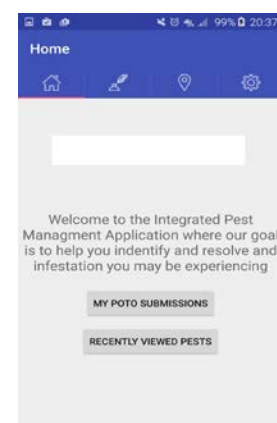 99% 20:37
Home
Welcome to the Integrated Pest
Managment Application where our goal
is to help you indentify and resolve and
infestation you may be experiencing
MY POTO SUBMISSIONS
RECENTLY VIEWED PESTS